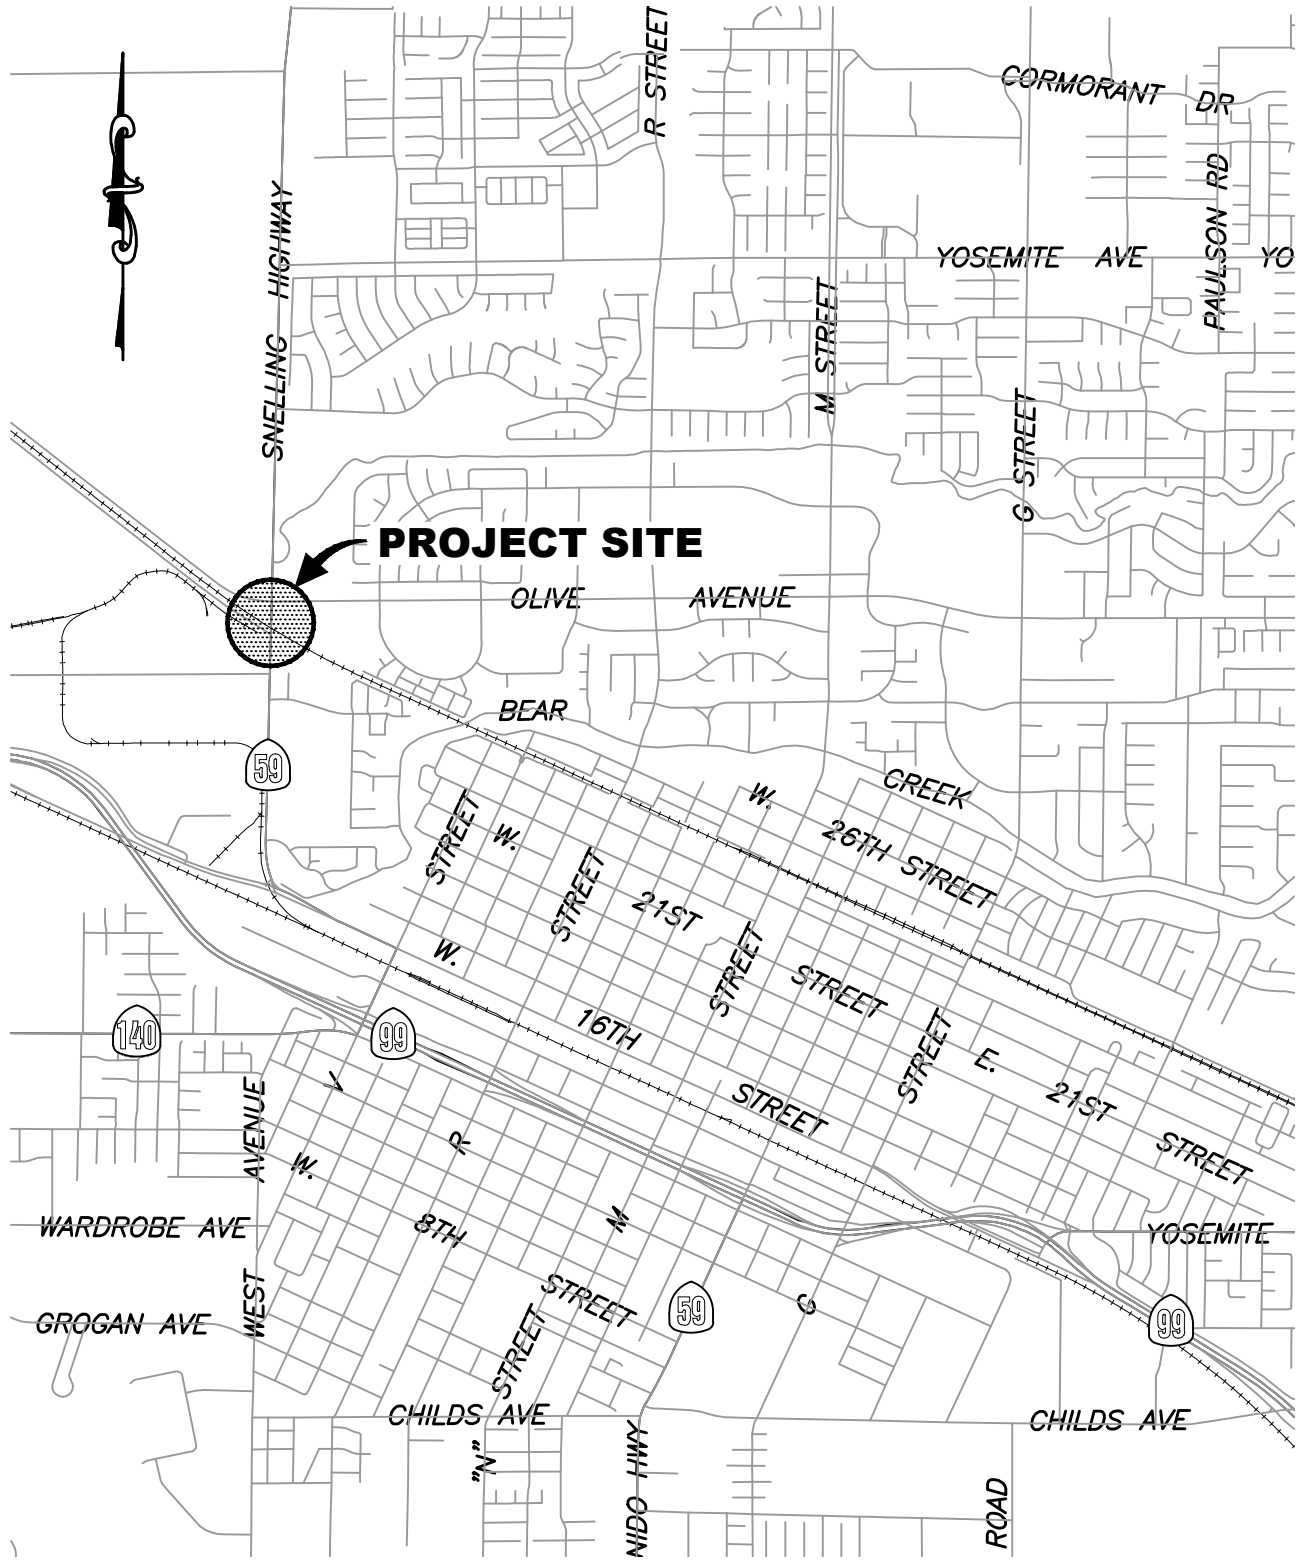 R STREET
CORMORANT DR
SNELLING HIGHWAY
PAULSON RD
YOSEMITE AVE
YO
M STREET
G STREET
PROJECT SITE
OLIVE AVENUE
BEAR CREEK
59
W. 26TH STREET
STREET
W. 21ST STREET
STREET
STREET
STREET
W. 16TH STREET
E. 21ST STREET
140
99
V
R
M
G
AVENUE
WEST
W. 8TH STREET
WARDROBE AVE
YOSEMITE
GROGAN AVE
59
99
STREET
"N"
CHILDS AVE
CHILDS AVE
NIDO HWY
ROAD